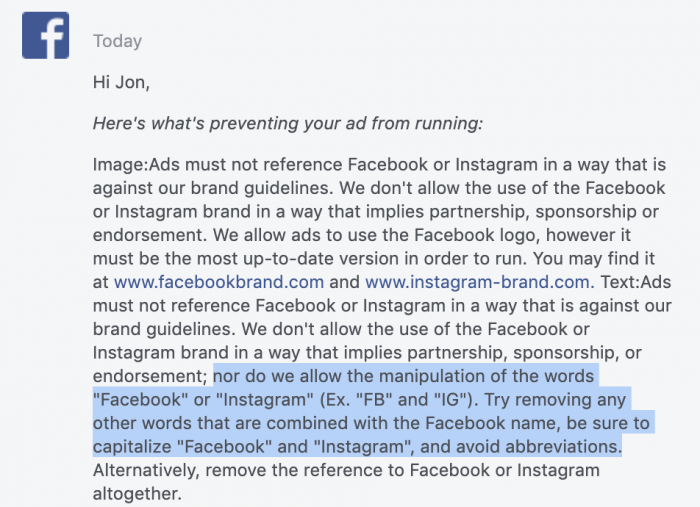 f
Today
Hi Jon,
Here's what's preventing your ad from running:
Image:Ads must not reference Facebook or Instagram in a way that is
against our brand guidelines. We don't allow the use of the Facebook
or Instagram brand in a way that implies partnership, sponsorship or
endorsement. We allow ads to use the Facebook logo, however it
must be the most up-to-date version in order to run. You may find it
at www.facebookbrand.com and www.instagram-brand.com. Text:Ads
must not reference Facebook or Instagram in a way that is against our
brand guidelines. We don't allow the use of the Facebook or
Instagram brand in a way that implies partnership, sponsorship, or
endorsement; nor do we allow the manipulation of the words
"Facebook" or "Instagram" (Ex. "FB" and "IG"). Try removing any
other words that are combined with the Facebook name, be sure to
capitalize "Facebook" and "Instagram", and avoid abbreviations.
Alternatively, remove the reference to Facebook or Instagram
altogether.